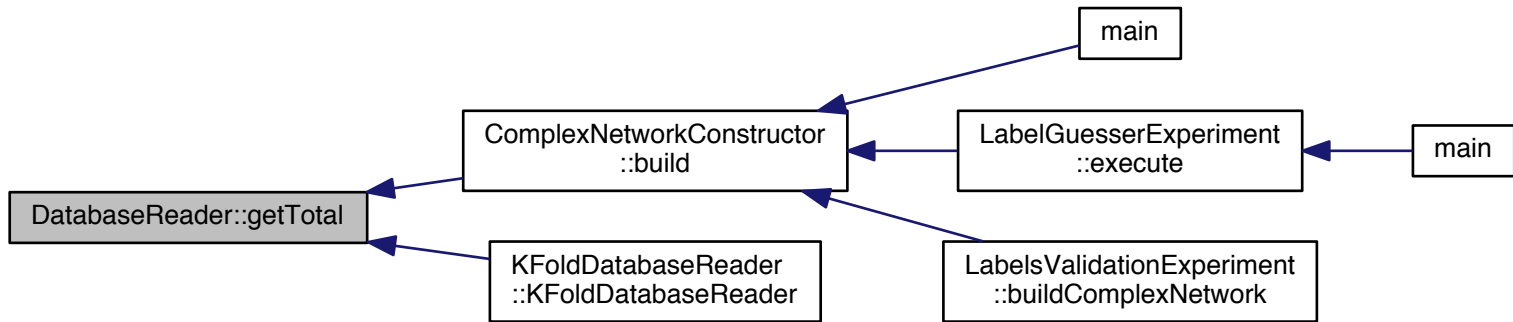 main
ComplexNetworkConstructor
::build
LabelGuesserExperiment
::execute
main
DatabaseReader::getTotal
KFoldDatabaseReader
::KFoldDatabaseReader
LabelsValidationExperiment
::buildComplexNetwork